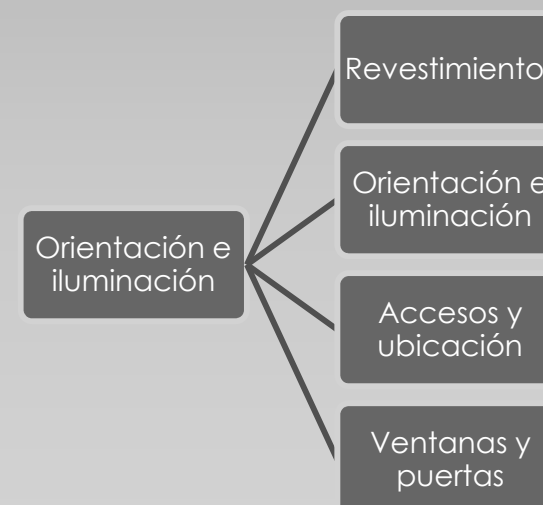 Orientación e
iluminación
Revestimiento
Orientación e
iluminación
Accesos y
ubicación
Ventanas y
puertas